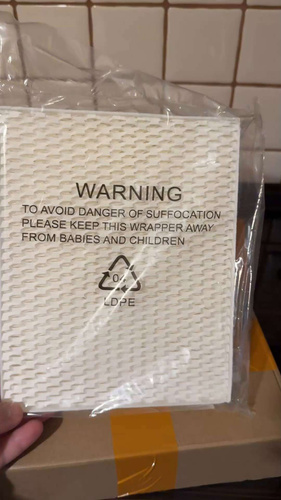 WARNING
TO AVOID DANGER OF SUFFOCATION
PLEASE KEEP THIS WRAPPER AWAY
FROM BABIES AND CHILDREN
04
LDPE